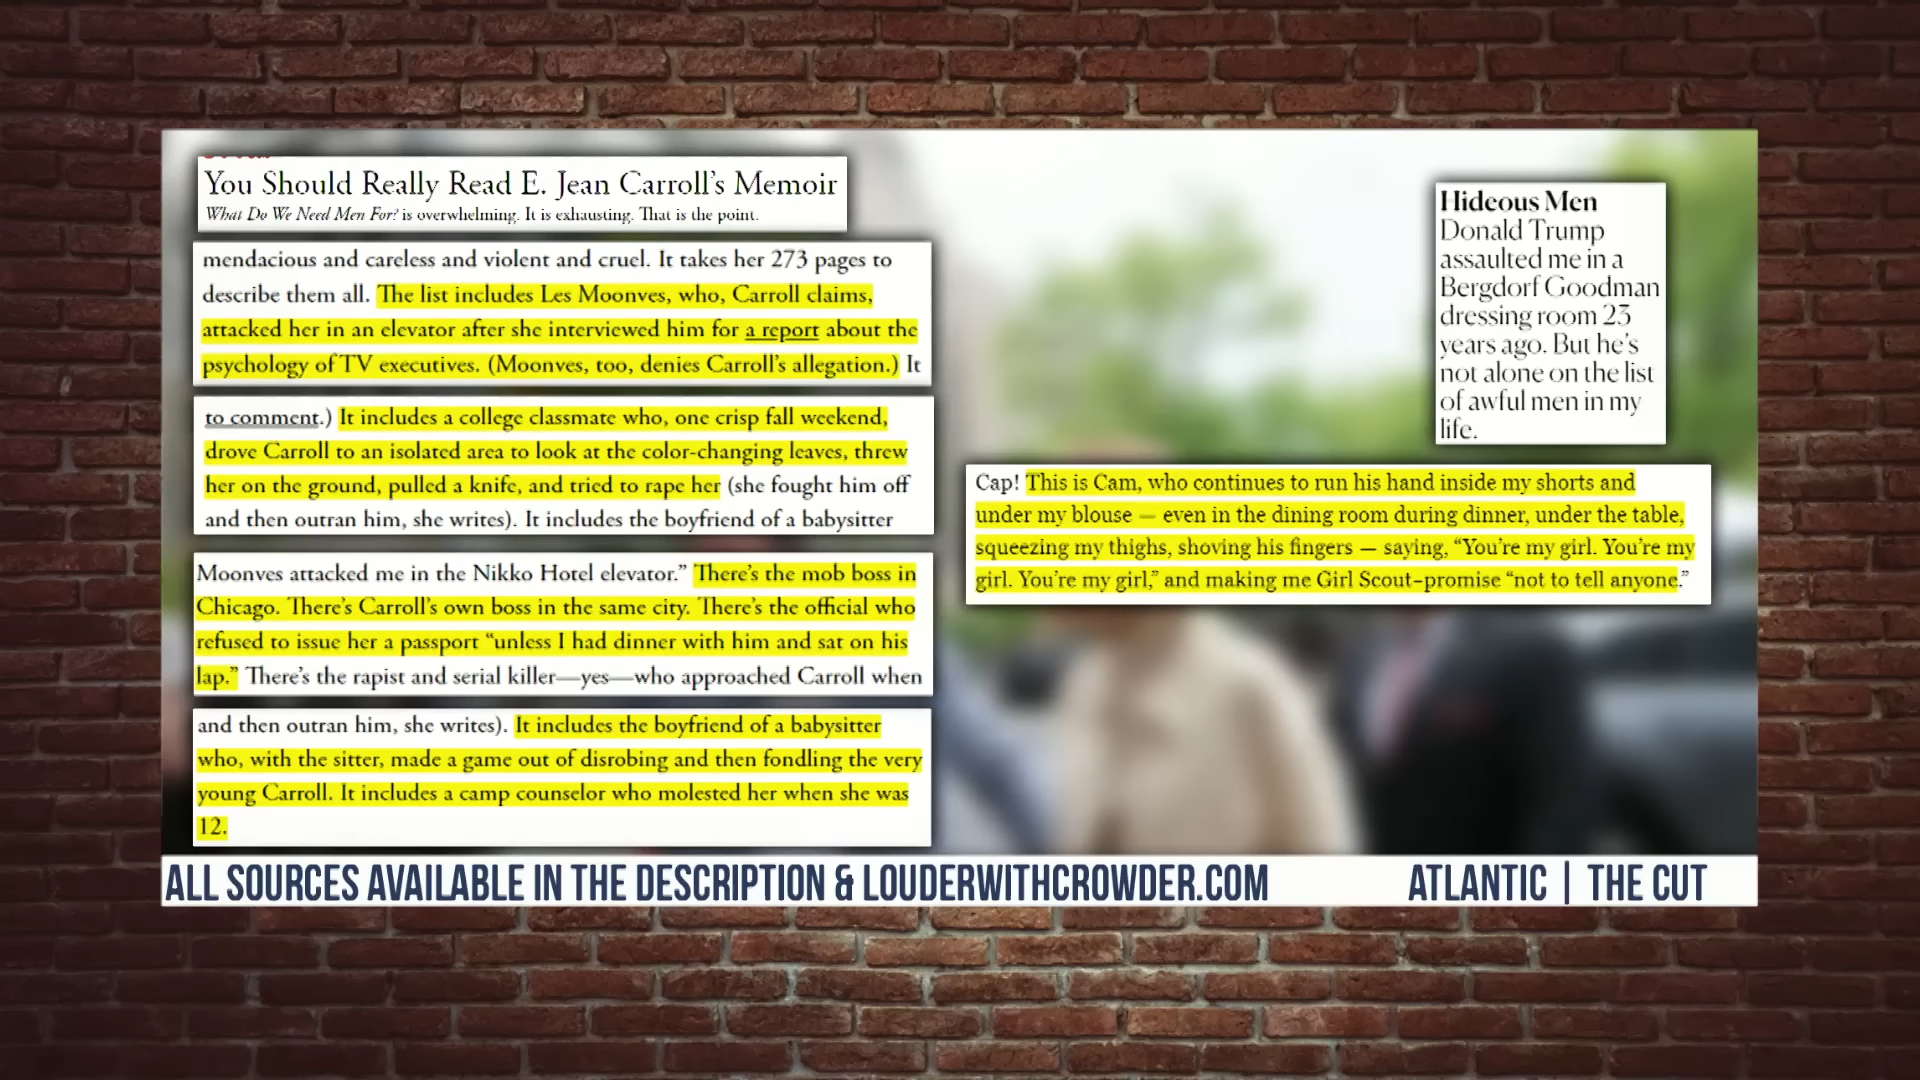 You Should Really Read E. Jean Carroll's Memoir
What Do We Need Men For? is overwhelming. It is exhausting. That is the point.
mendacious and careless and violent and cruel. It takes her 273 pages to
describe them all. The list includes Les Moonves, who, Carroll claims,
attacked her in an elevator after she interviewed him for a report about the
psychology of TV executives. (Moonves, too, denies Carroll's allegation.) It
to comment.) It includes a college classmate who, one crisp fall weekend,
drove Carroll to an isolated area to look at the color-changing leaves, threw
her on the ground, pulled a knife, and tried to rape her (she fought him off
and then outran him, she writes). It includes the boyfriend of a babysitter
Moonves attacked me in the Nikko Hotel elevator." There's the mob boss in
Chicago. There's Carroll's own boss in the same city. There's the official who
refused to issue her a passport "unless I had dinner with him and sat on his
lap." There's the rapist and serial killer—yes—who approached Carroll when
and then outran him, she writes). It includes the boyfriend of a babysitter
who, with the sitter, made a game out of disrobing and then fondling the very
young Carroll. It includes a camp counselor who molested her when she was
12.
Hideous Men
Donald Trump
assaulted me in a
Bergdorf Goodman
dressing room 23
years ago. But he's
not alone on the list
of awful men in my
life.
Cap! This is Cam, who continues to run his hand inside my shorts and
under my blouse — even in the dining room during dinner, under the table,
squeezing my thighs, shoving his fingers — saying, "You're my girl. You're my
girl. You're my girl," and making me Girl Scout-promise "not to tell anyone."
ALL SOURCES AVAILABLE IN THE DESCRIPTION & LOUDERWITHCROWDER.COM
ATLANTIC | THE CUT